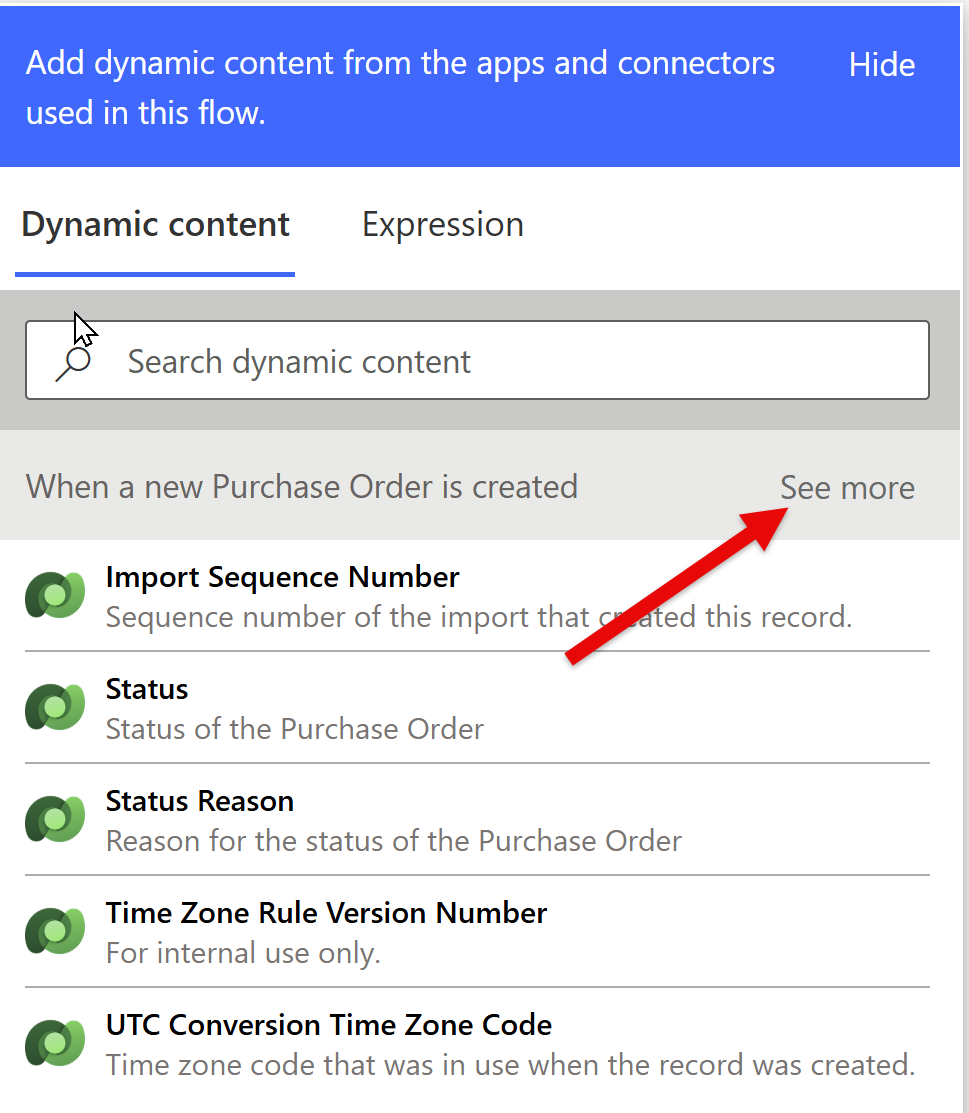 Add dynamic content from the apps and connectors
used in this flow.
Hide
Dynamic content
Expression
Search dynamic content
When a new Purchase Order is created
See more
Import Sequence Number
Sequence number of the import that created this record.
Status
Status of the Purchase Order
Status Reason
Reason for the status of the Purchase Order
Time Zone Rule Version Number
For internal use only.
UTC Conversion Time Zone Code
Time zone code that was in use when the record was created.